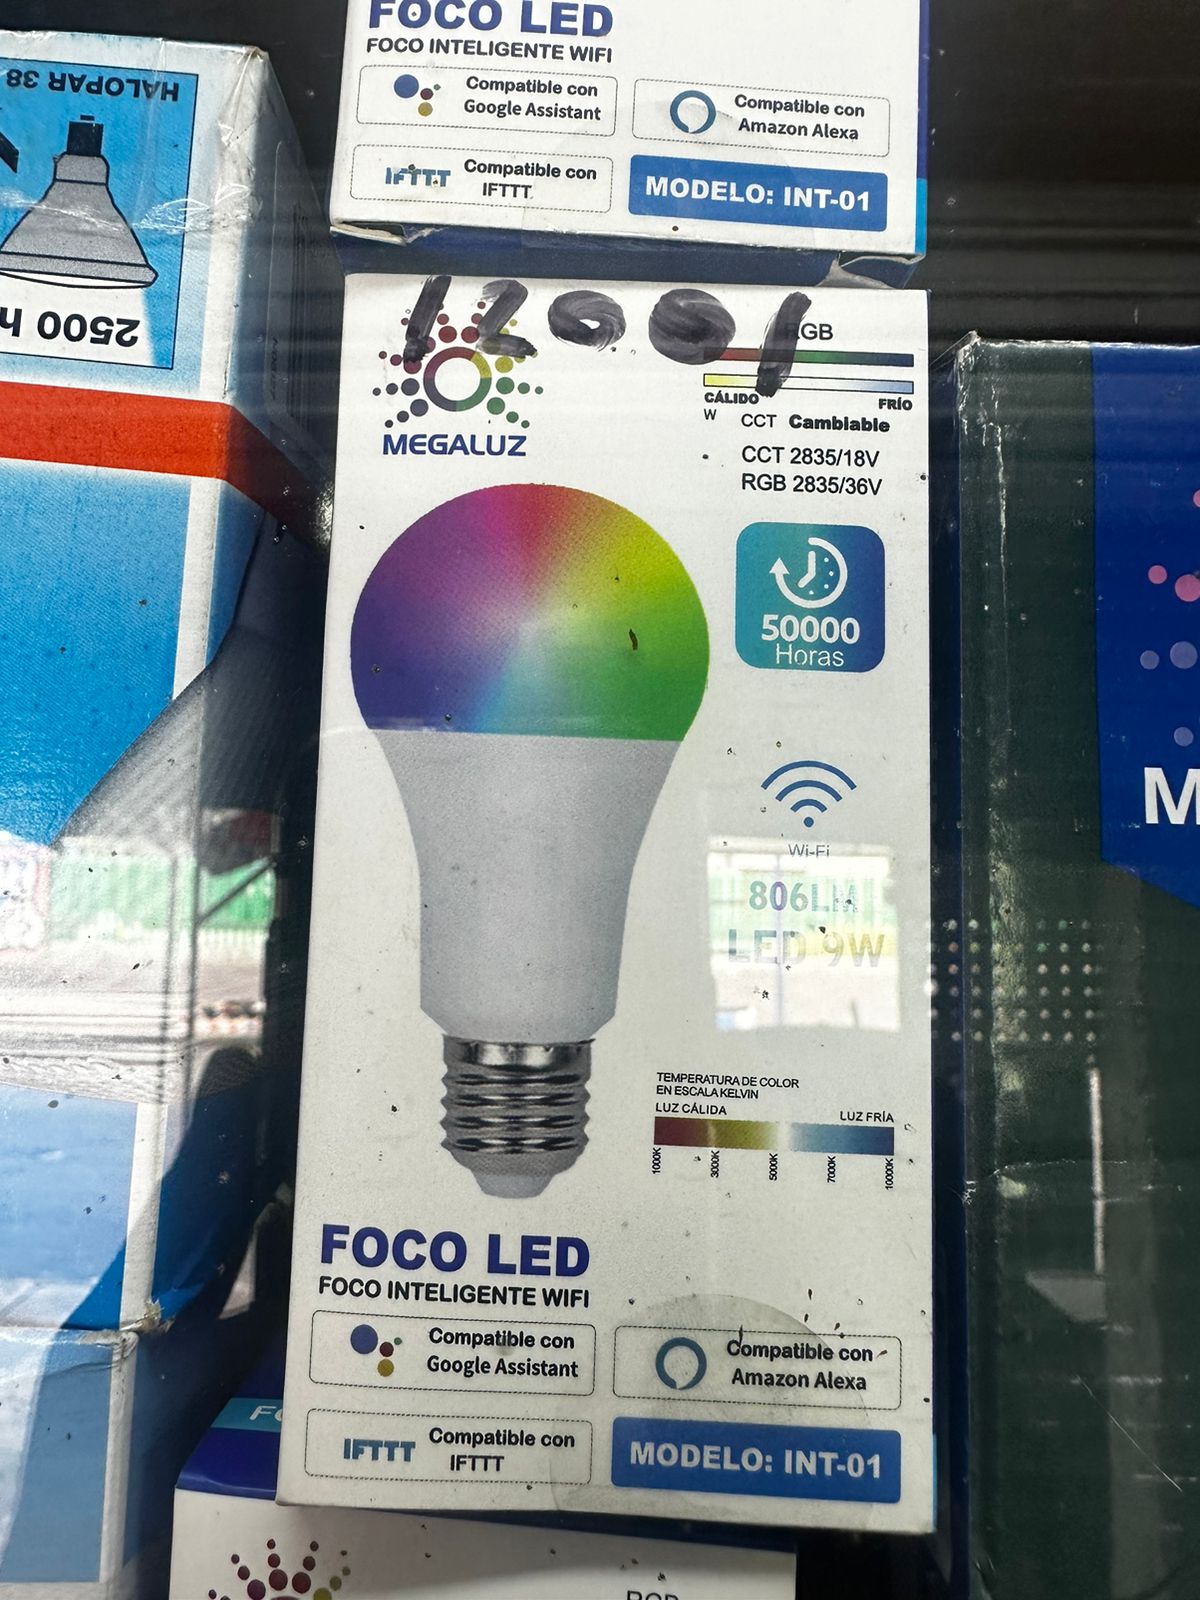 FOCO LED
FOCO INTELIGENTE WIFI
Compatible con
Google Assistant
Compatible con
Amazon Alexa
IFTTT
Compatible con
IFTTT
MODELO: INT-01
HALOPAR 38
2500 h
MEGALUZ
RGB
CÁLIDO
FRÍO
W
CCT Cambiable
CCT 2835/18V
RGB 2835/36V
50000
Horas
Wi-Fi
806LM
LED 9W
TEMPERATURA DE COLOR
EN ESCALA KELVIN
LUZ CÁLIDA
LUZ FRÍA
1000K
3000K
5000K
7000K
10000K
FOCO LED
FOCO INTELIGENTE WIFI
Compatible con
Google Assistant
Compatible con
Amazon Alexa
IFTTT
Compatible con
IFTTT
MODELO: INT-01
M
RGB